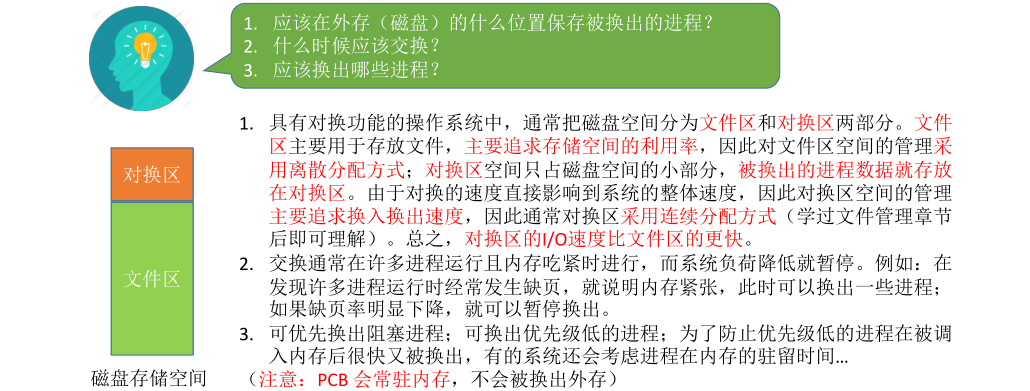 1. 应该在外存（磁盘）的什么位置保存被换出的进程？
2. 什么时候应该交换？
3. 应该换出哪些进程？
1. 具有对换功能的操作系统中，通常把磁盘空间分为文件区和对换区两部分。文件
区主要用于存放文件，主要追求存储空间的利用率，因此对文件区空间的管理采
用离散分配方式；对换区空间只占磁盘空间的小部分，被换出的进程数据就存放
在对换区。由于对换的速度直接影响到系统的整体速度，因此对换区空间的管理
主要追求换入换出速度，因此通常对换区采用连续分配方式（学过文件管理章节
后即可理解）。总之，对换区的I/O速度比文件区的更快。
2. 交换通常在许多进程运行且内存吃紧时进行，而系统负荷降低就暂停。例如：在
发现许多进程运行时经常发生缺页，就说明内存紧张，此时可以换出一些进程；
如果缺页率明显下降，就可以暂停换出。
3. 可优先换出阻塞进程；可换出优先级低的进程；为了防止优先级低的进程在被调
入内存后很快又被换出，有的系统还会考虑进程在内存的驻留时间…
（注意：PCB 会常驻内存，不会被换出外存）
对换区
文件区
磁盘存储空间